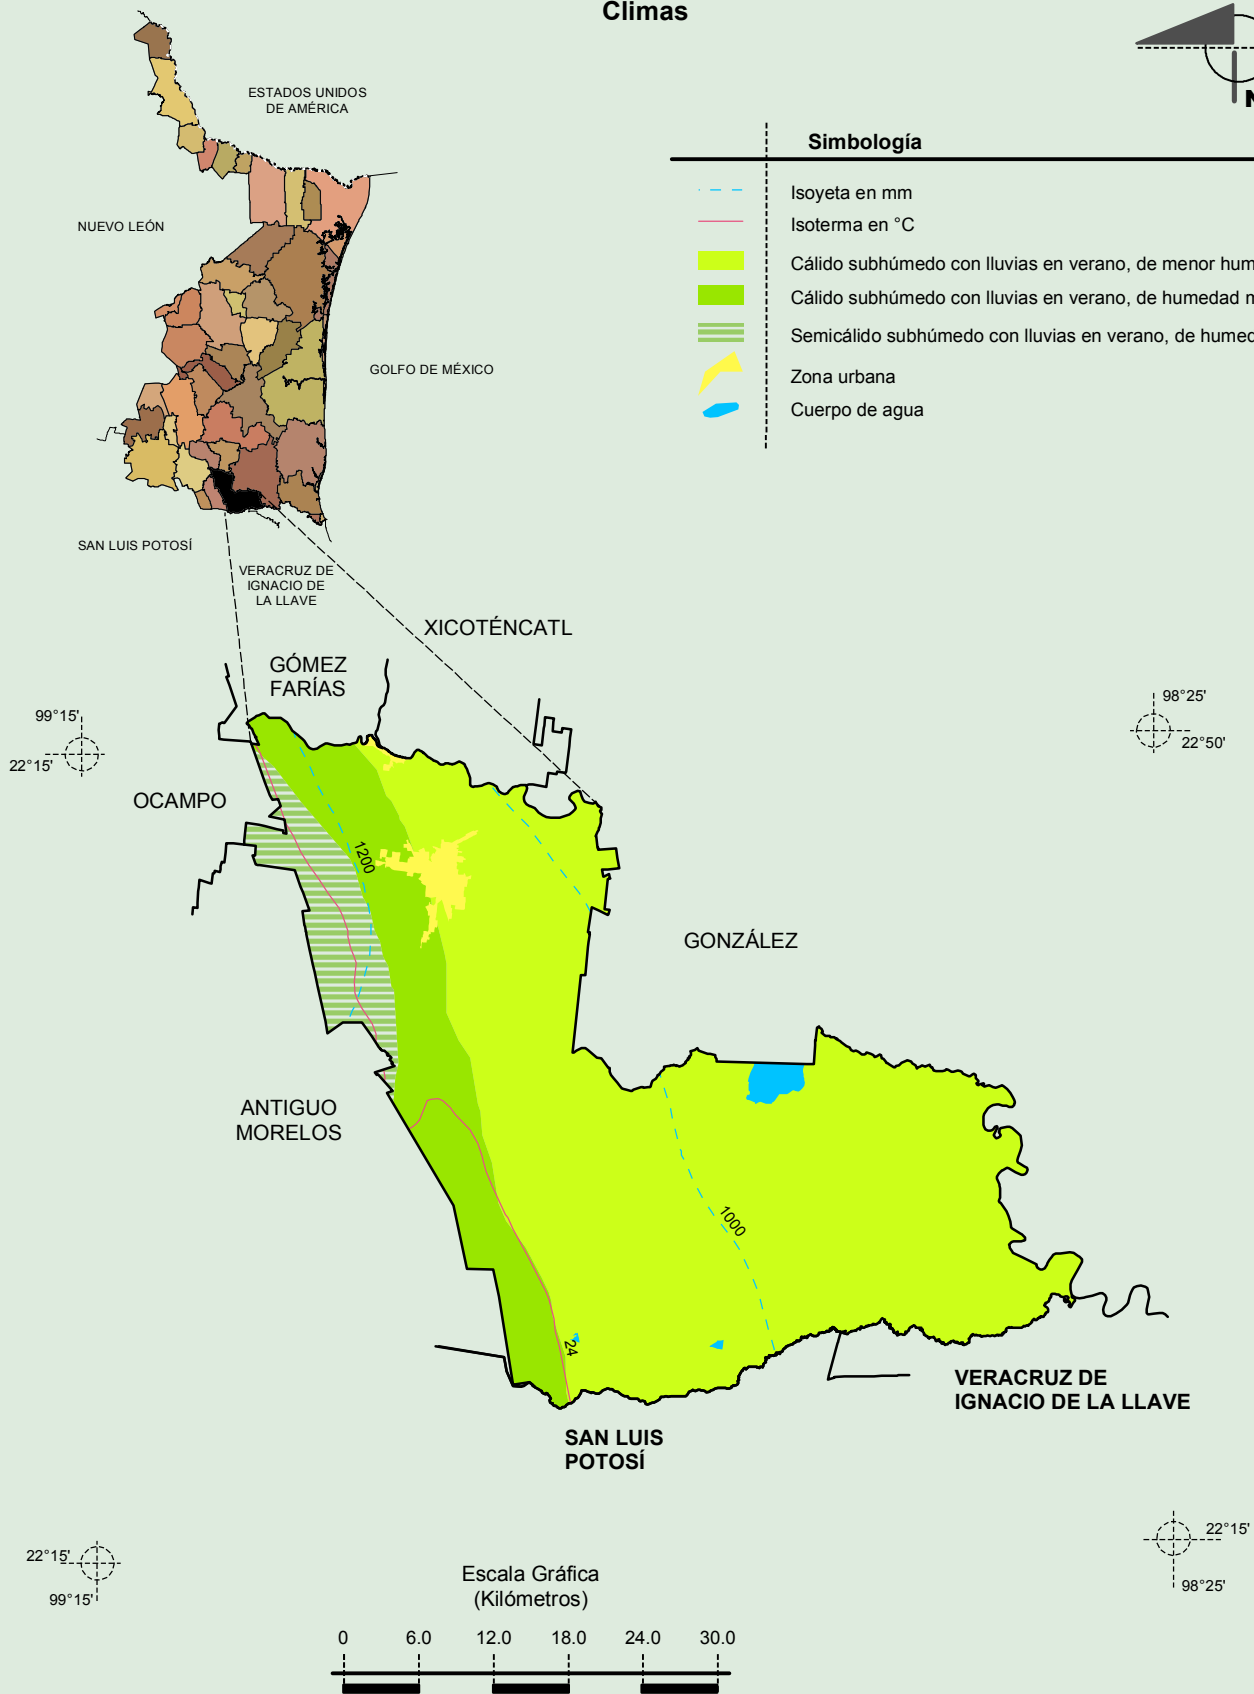 Climas
N
ESTADOS UNIDOS
DE AMÉRICA
NUEVO LEÓN
GOLFO DE MÉXICO
SAN LUIS POTOSÍ
VERACRUZ DE
IGNACIO DE
LA LLAVE
Simbología
Isoyeta en mm
Isoterma en °C
Cálido subhúmedo con lluvias en verano, de menor hum
Cálido subhúmedo con lluvias en verano, de humedad m
Semicálido subhúmedo con lluvias en verano, de humed
Zona urbana
Cuerpo de agua
XICOTÉNCATL
GÓMEZ
FARÍAS
99°15'
22°15'
98°25'
22°50'
OCAMPO
1200
GONZÁLEZ
ANTIGUO
MORELOS
1000
24
VERACRUZ DE
IGNACIO DE LA LLAVE
SAN LUIS
POTOSÍ
22°15'
99°15'
22°15'
98°25'
Escala Gráfica
(Kilómetros)
0 6.0 12.0 18.0 24.0 30.0